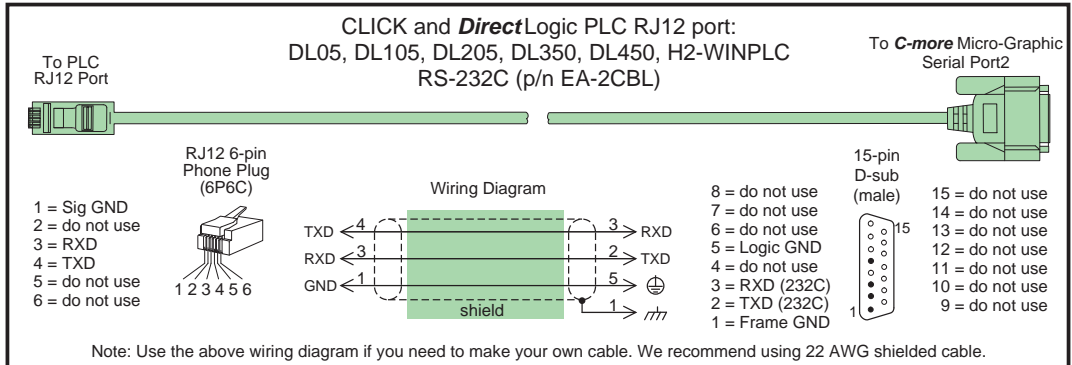 CLICK and DirectLogic PLC RJ12 port:
DL05, DL105, DL205, DL350, DL450, H2-WINPLC
RS-232C (p/n EA-2CBL)
To PLC
RJ12 Port
To C-more Micro-Graphic
Serial Port2
RJ12 6-pin
Phone Plug
(6P6C)
1 = Sig GND
2 = do not use
3 = RXD
4 = TXD
5 = do not use
6 = do not use
1 2 3 4 5 6
Wiring Diagram
TXD 4 3 RXD
RXD 3 2 TXD
GND 1 5
shield 1
8 = do not use
7 = do not use
6 = do not use
5 = Logic GND
4 = do not use
3 = RXD (232C)
2 = TXD (232C)
1 = Frame GND
15-pin
D-sub
(male)
15
1
15 = do not use
14 = do not use
13 = do not use
12 = do not use
11 = do not use
10 = do not use
9 = do not use
Note: Use the above wiring diagram if you need to make your own cable. We recommend using 22 AWG shielded cable.